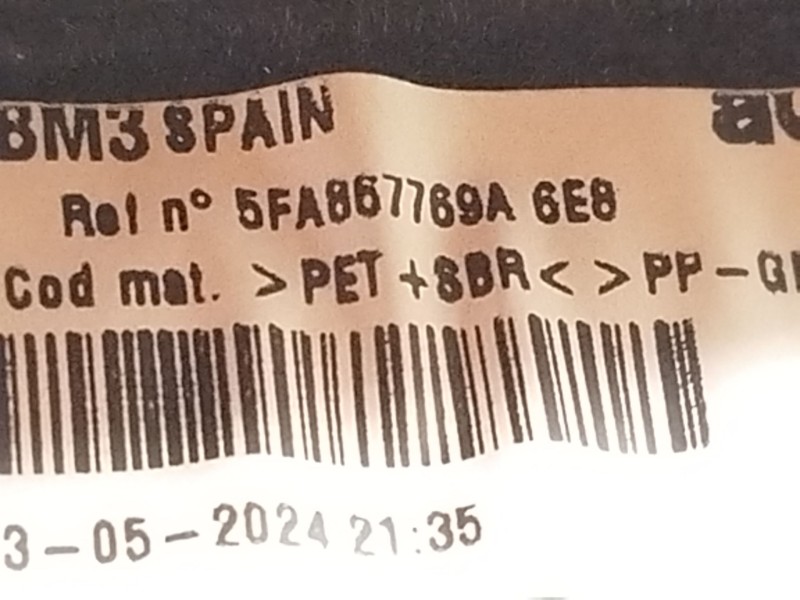 BM3 SPAIN
Ref nº 5FA867769A 6E8
Cod mat. >PET+SBR< >PP-
3-05-2024 21:35